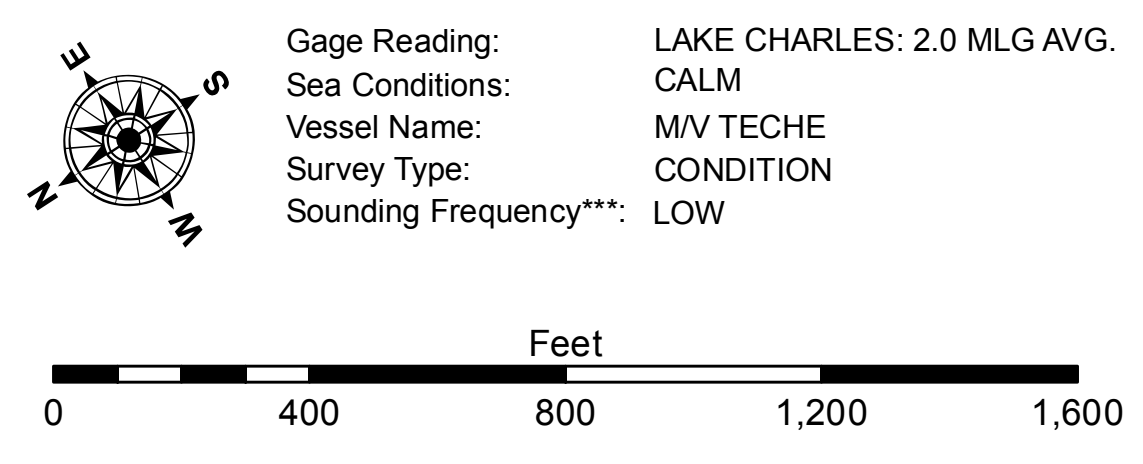 E
S
N
W
Gage Reading: LAKE CHARLES: 2.0 MLG AVG.
Sea Conditions: CALM
Vessel Name: M/V TECHE
Survey Type: CONDITION
Sounding Frequency***: LOW
Feet
0 400 800 1,200 1,600